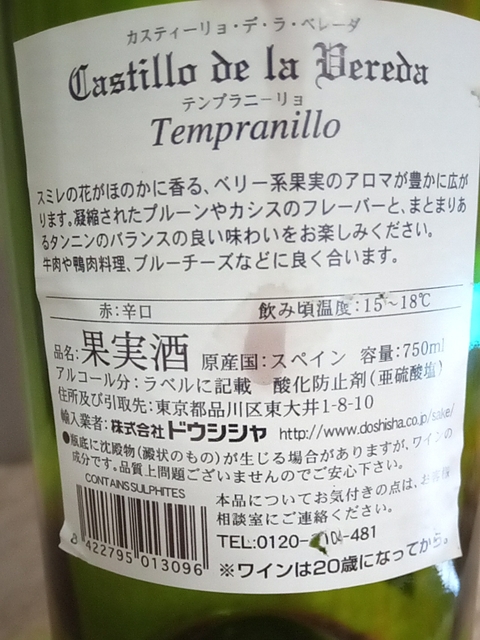 カスティーリョ・デ・ラ・ベレーダ
Castillo de la Vereda
テンプラニーリョ
Tempranillo
スミレの花がほのかに香る、ベリー系果実のアロマが豊かに広が
ります。凝縮されたプルーンやカシスのフレーバーと、まとまりあ
るタンニンのバランスの良い味わいをお楽しみください。
牛肉や鴨肉料理、ブルーチーズなどに良く合います。
赤:辛口 飲み頃温度:15~18℃
品名:果実酒 原産国:スペイン 容量:750ml
アルコール分:ラベルに記載 酸化防止剤(亜硫酸塩)
住所及び引取先:東京都品川区東大井1-8-10
輸入業者:株式会社ドウシシャ http://www.doshisha.co.jp/sake/
●瓶底に沈殿物(澱状のもの)が生じる場合がありますが、ワインの
成分です。品質上問題ございませんのでご安心下さい。
CONTAINS SULPHITES
本品についてお気付きの点は、お客様
相談室にご連絡ください。
TEL:0120- -481
8 422795 013096
※ワインは20歳になってから。